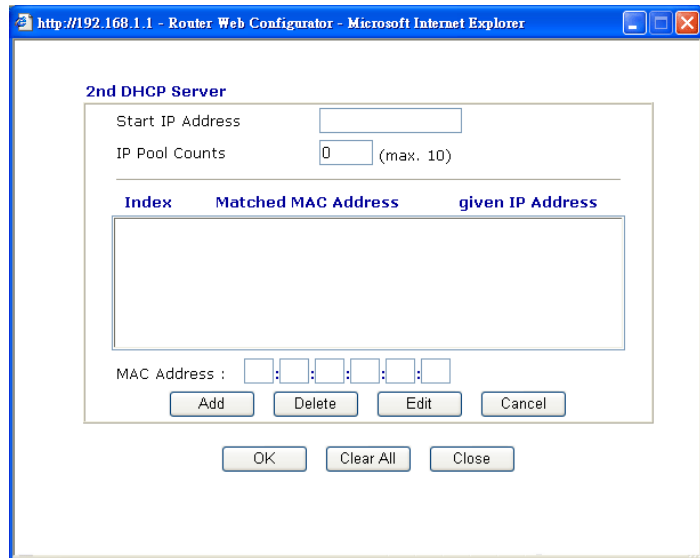 http://192.168.1.1 - Router Web Configurator - Microsoft Internet Explorer
2nd DHCP Server
Start IP Address
IP Pool Counts 0 (max. 10)
Index Matched MAC Address given IP Address
MAC Address : : : : : :
Add Delete Edit Cancel
OK Clear All Close